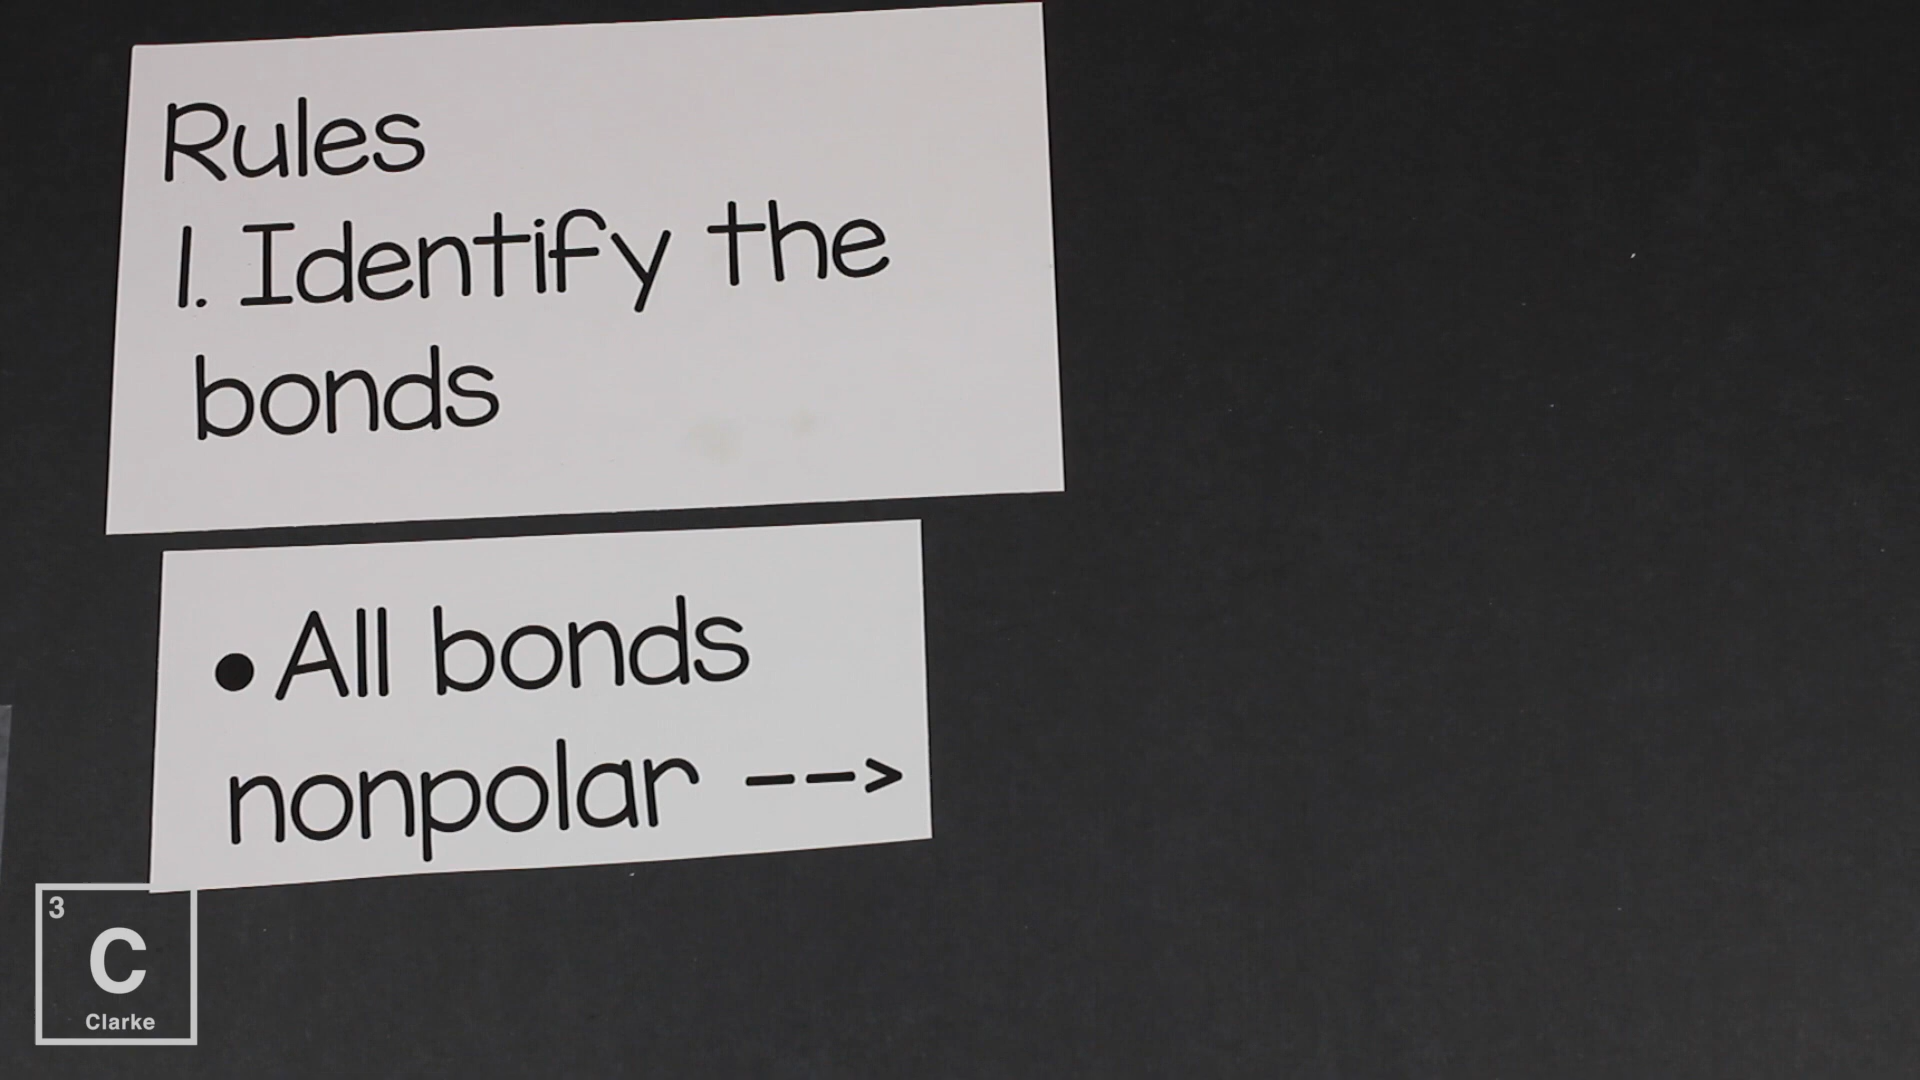 Rules
1. Identify the
bonds
•All bonds
nonpolar -->
3
C
Clarke